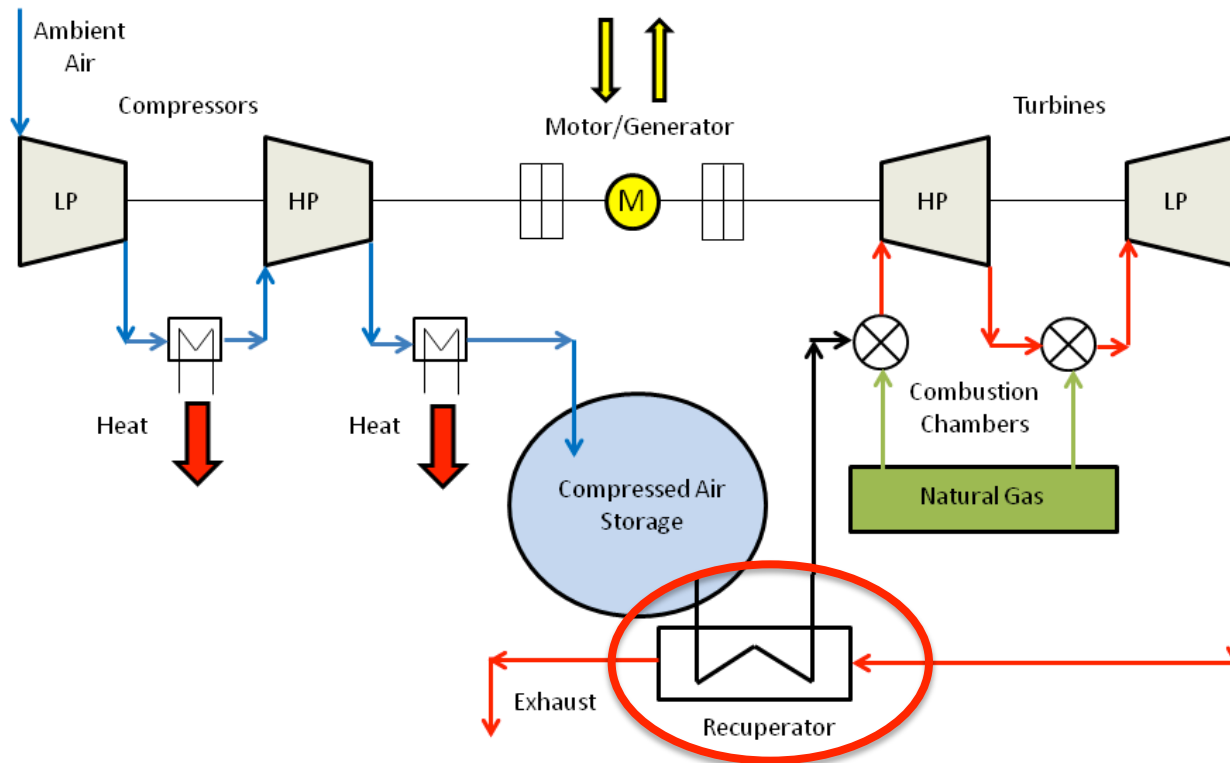 Ambient
Air
Compressors
Motor/Generator
Turbines
LP
HP
M
HP
LP
Heat
Heat
Combustion
Chambers
Compressed Air
Storage
Natural Gas
Exhaust
Recuperator